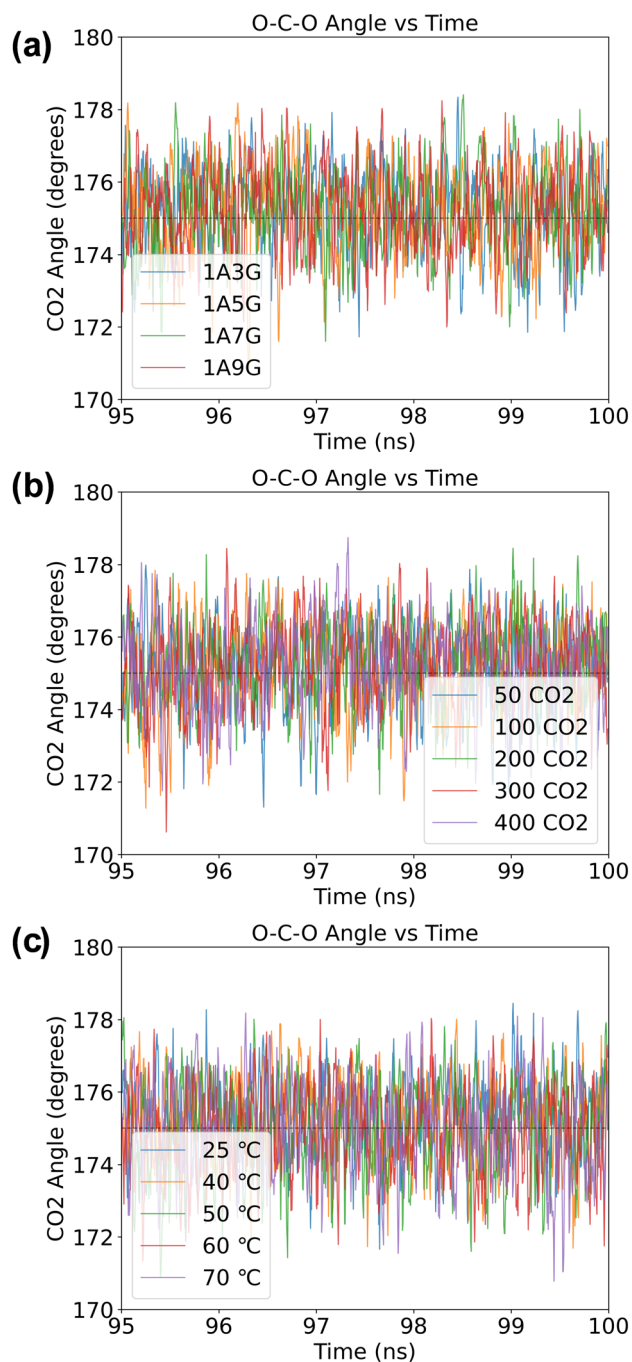 (a)
O-C-O Angle vs Time
CO2 Angle (degrees)
180
178
176
174
172
170
1A3G
1A5G
1A7G
1A9G
95 96 97 98 99 100
Time (ns)
(b)
O-C-O Angle vs Time
CO2 Angle (degrees)
180
178
176
174
172
170
50 CO2
100 CO2
200 CO2
300 CO2
400 CO2
95 96 97 98 99 100
Time (ns)
(c)
O-C-O Angle vs Time
CO2 Angle (degrees)
180
178
176
174
172
170
25 ℃
40 ℃
50 ℃
60 ℃
70 ℃
95 96 97 98 99 100
Time (ns)